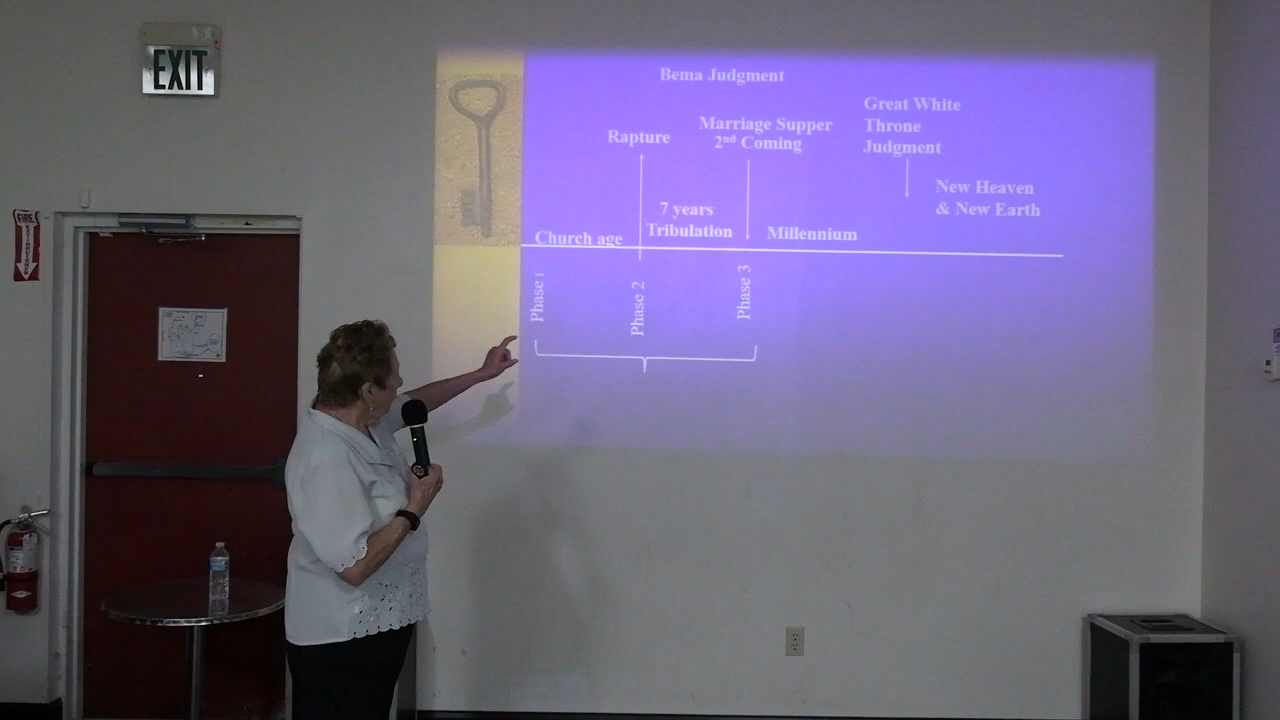 EXIT
FIRE
EXTINGUISHER
Bema Judgment
Great White
Throne
Judgment
Marriage Supper
2nd Coming
Rapture
New Heaven
& New Earth
7 years
Tribulation
Church age
Millennium
Phase 1
Phase 2
Phase 3